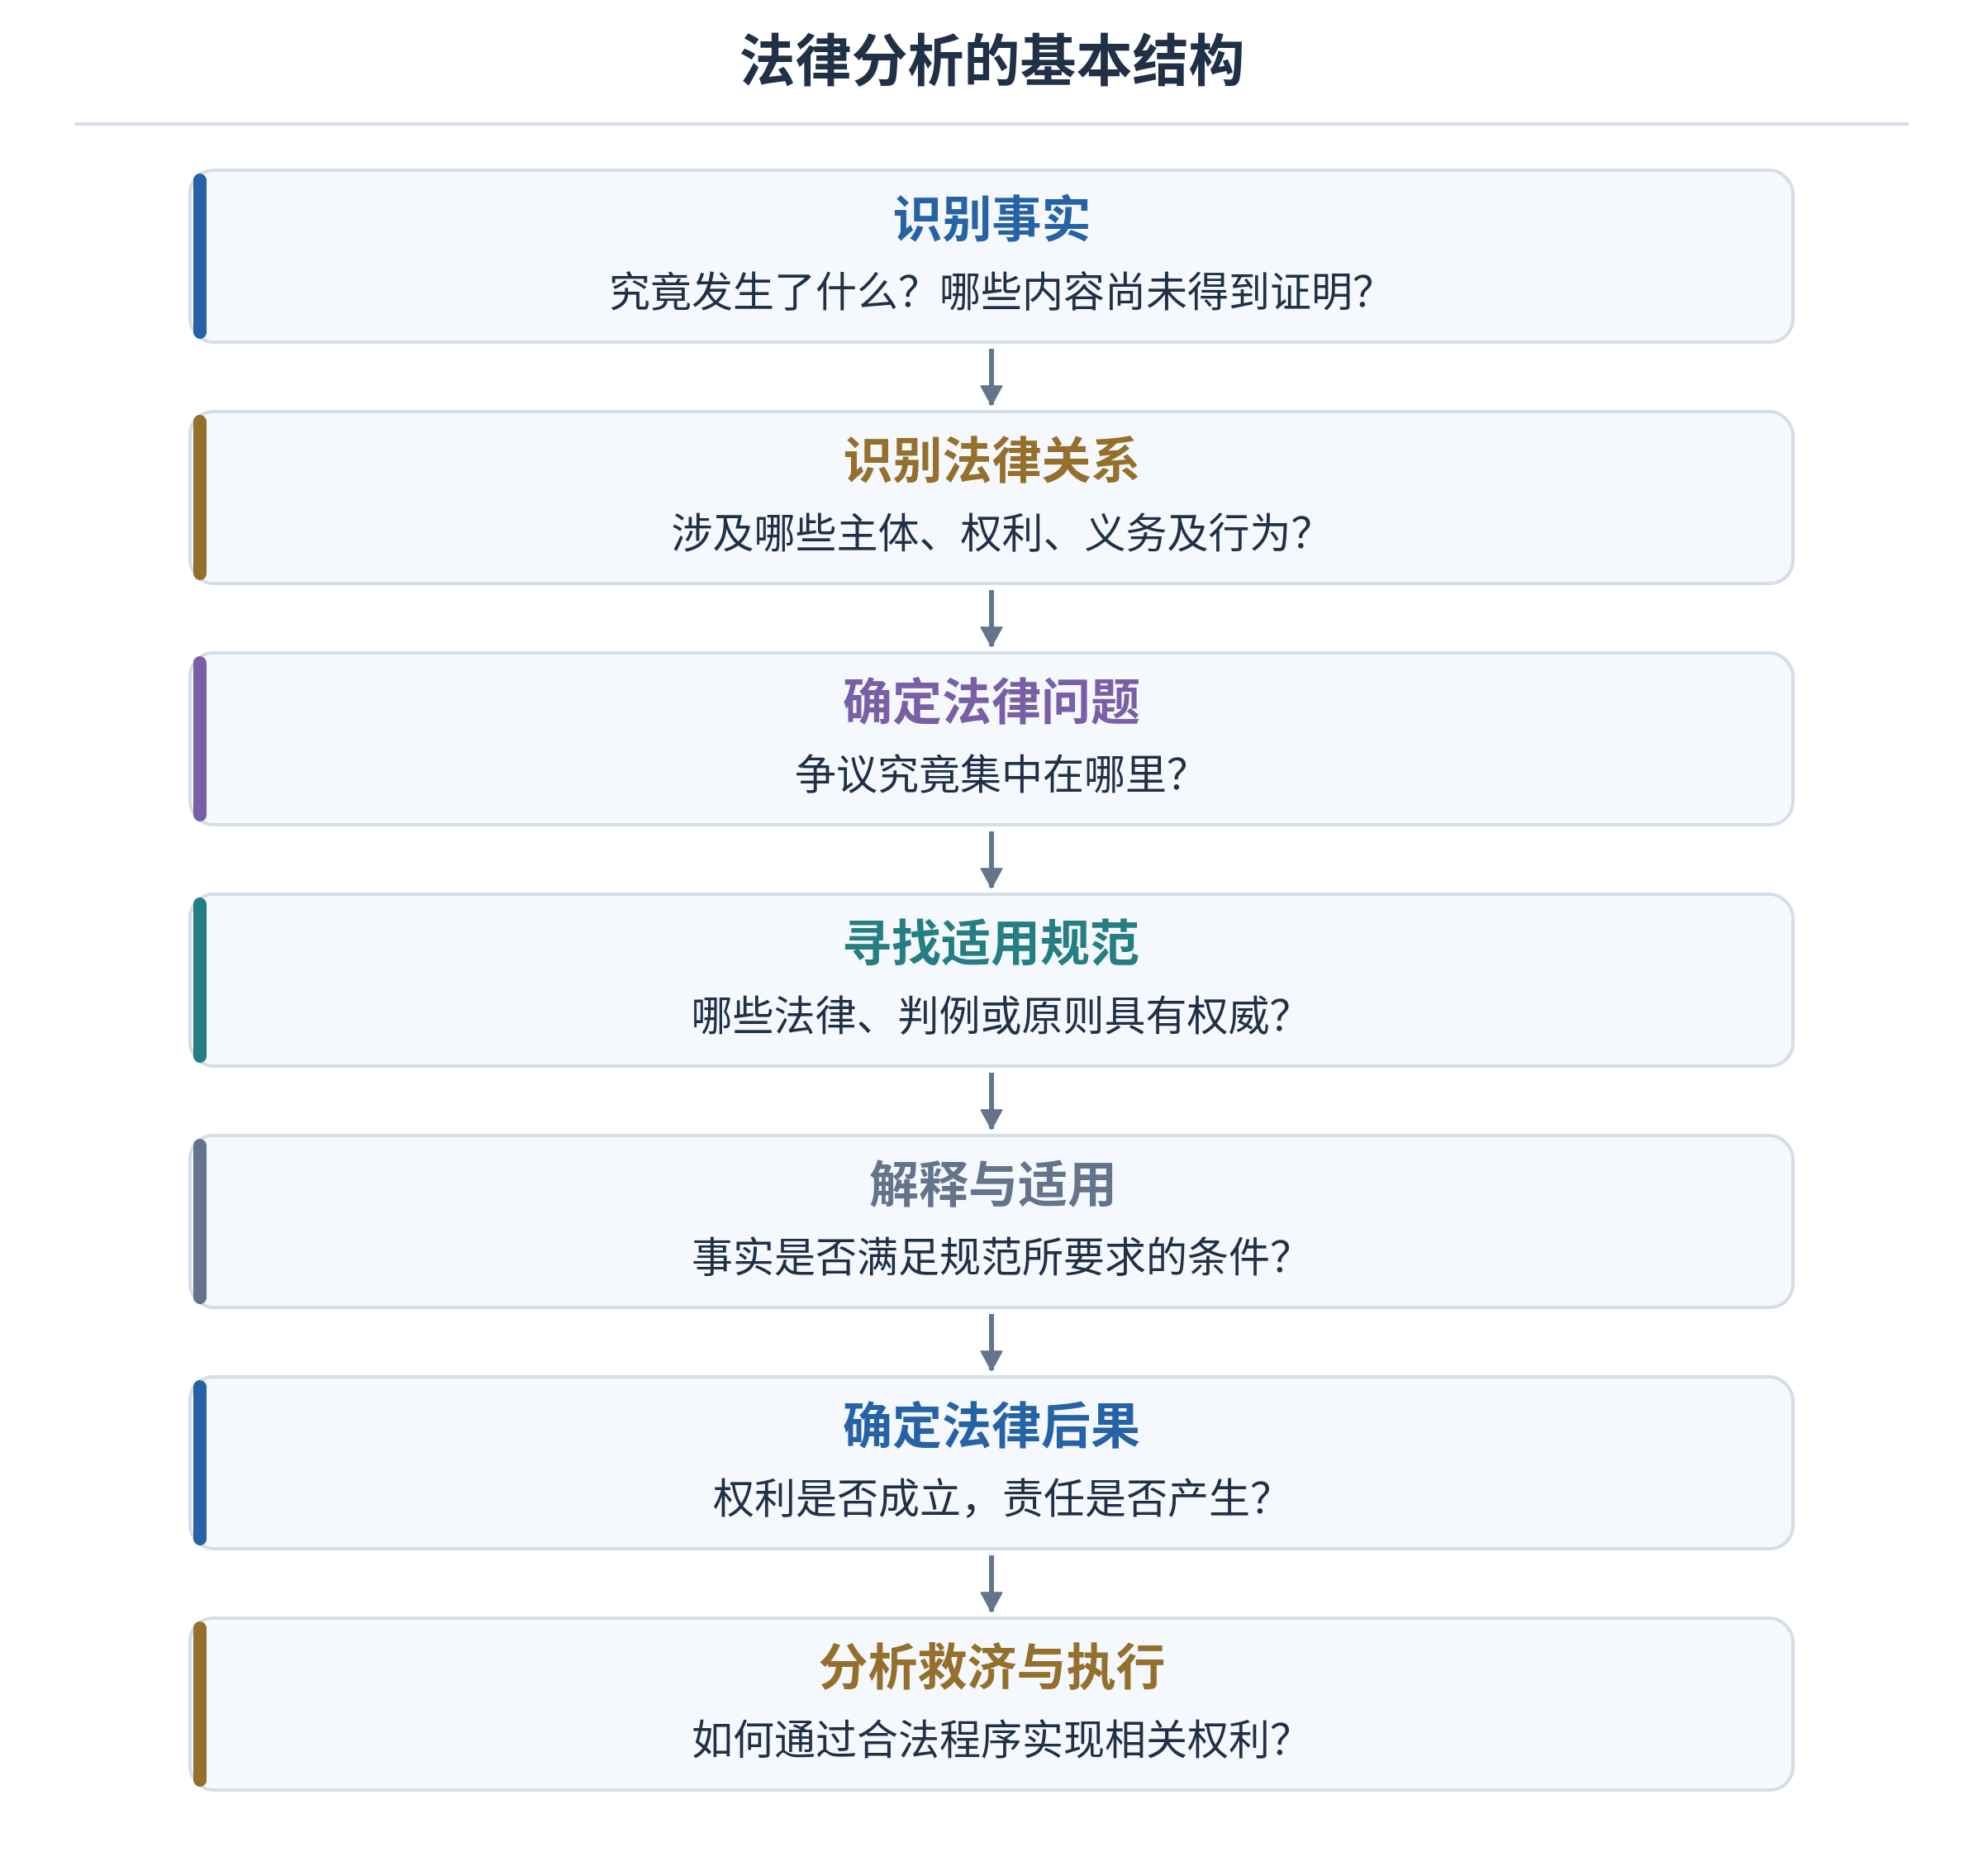 法律分析的基本结构
识别事实
究竟发生了什么？哪些内容尚未得到证明？
识别法律关系
涉及哪些主体、权利、义务及行为？
确定法律问题
争议究竟集中在哪里？
寻找适用规范
哪些法律、判例或原则具有权威？
解释与适用
事实是否满足规范所要求的条件？
确定法律后果
权利是否成立，责任是否产生？
分析救济与执行
如何通过合法程序实现相关权利？